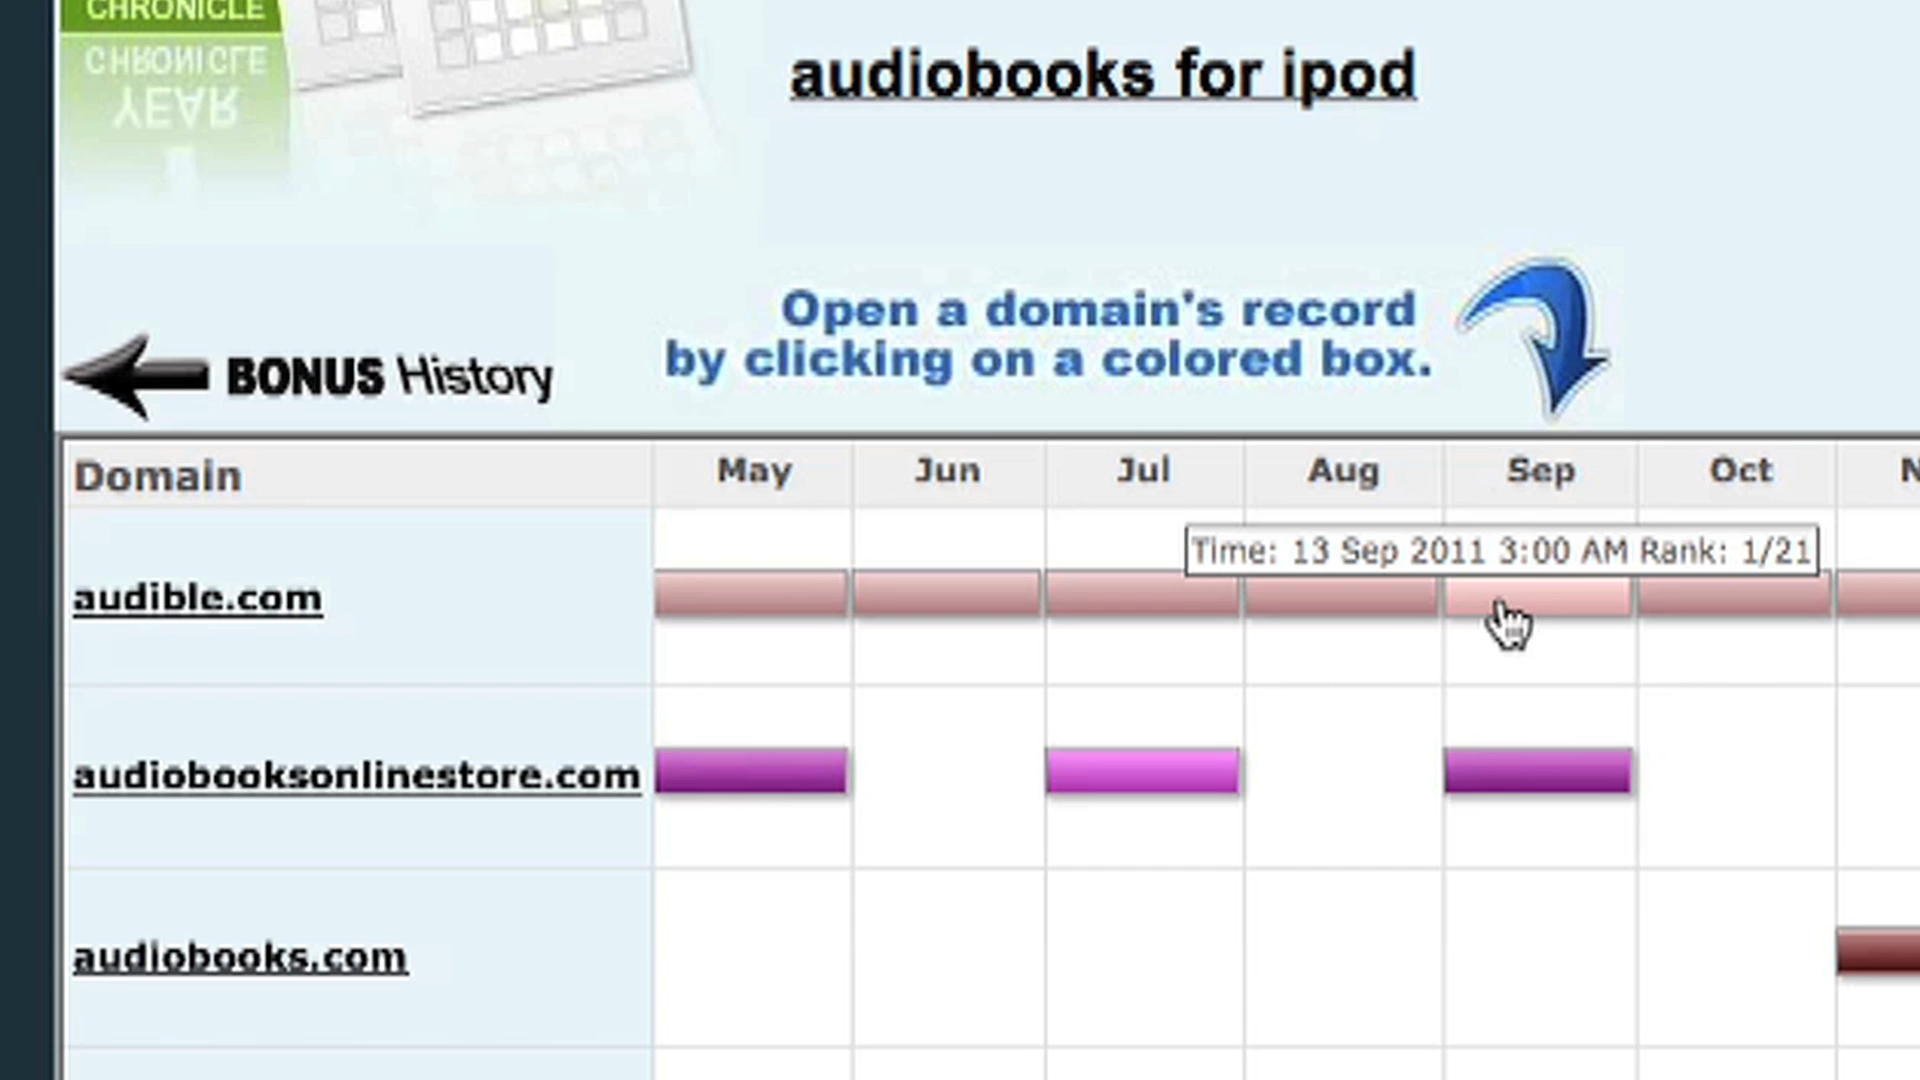 CHRONICLE
CHRONICLE
YEAR
audiobooks for ipod
Open a domain's record
by clicking on a colored box.
BONUS History
Domain May Jun Jul Aug Sep Oct N
Time: 13 Sep 2011 3:00 AM Rank: 1/21
audible.com
audiobooksonlinestore.com
audiobooks.com